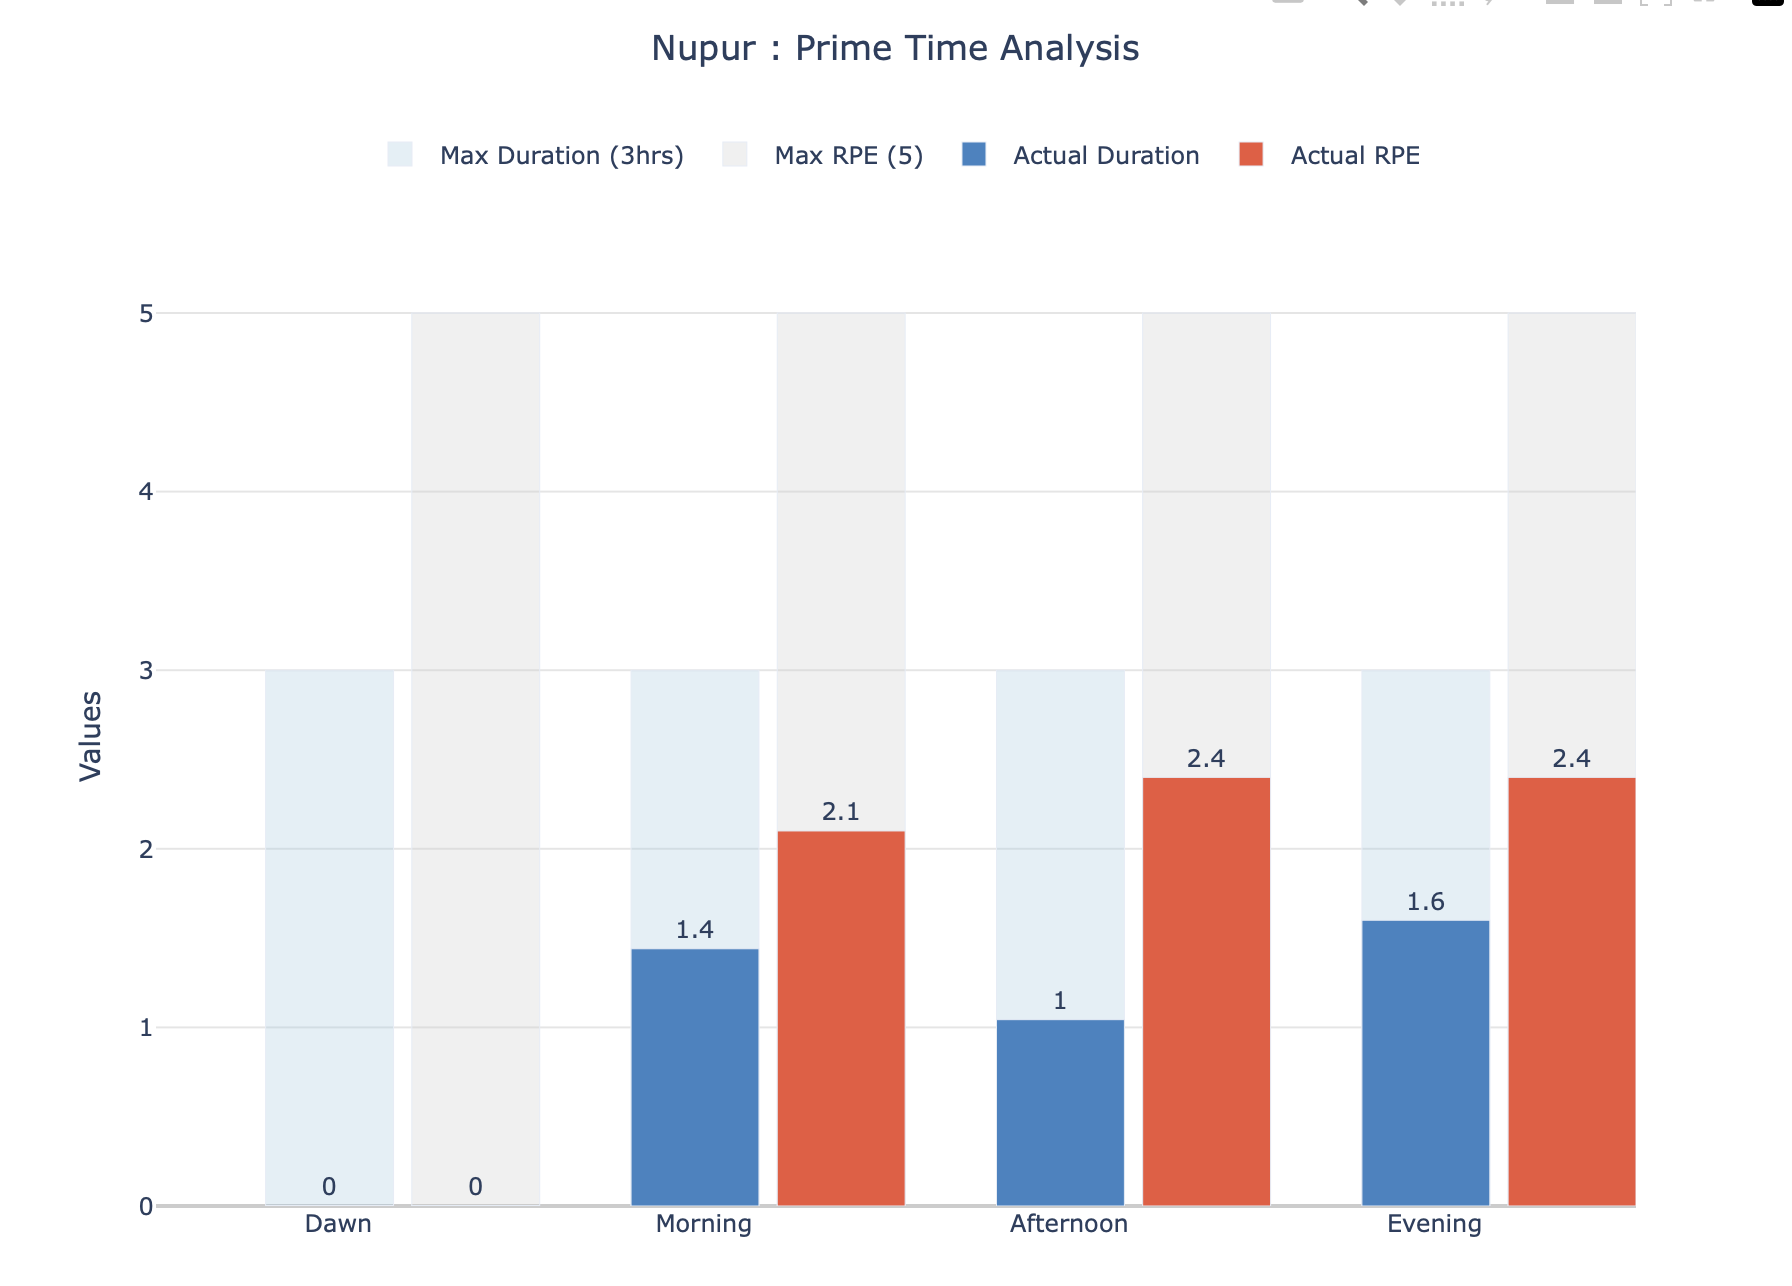 Nupur : Prime Time Analysis
Max Duration (3hrs) Max RPE (5) Actual Duration Actual RPE
5
4
3
2
1
0
Values
0 0
1.4 2.1
1 2.4
1.6 2.4
Dawn Morning Afternoon Evening